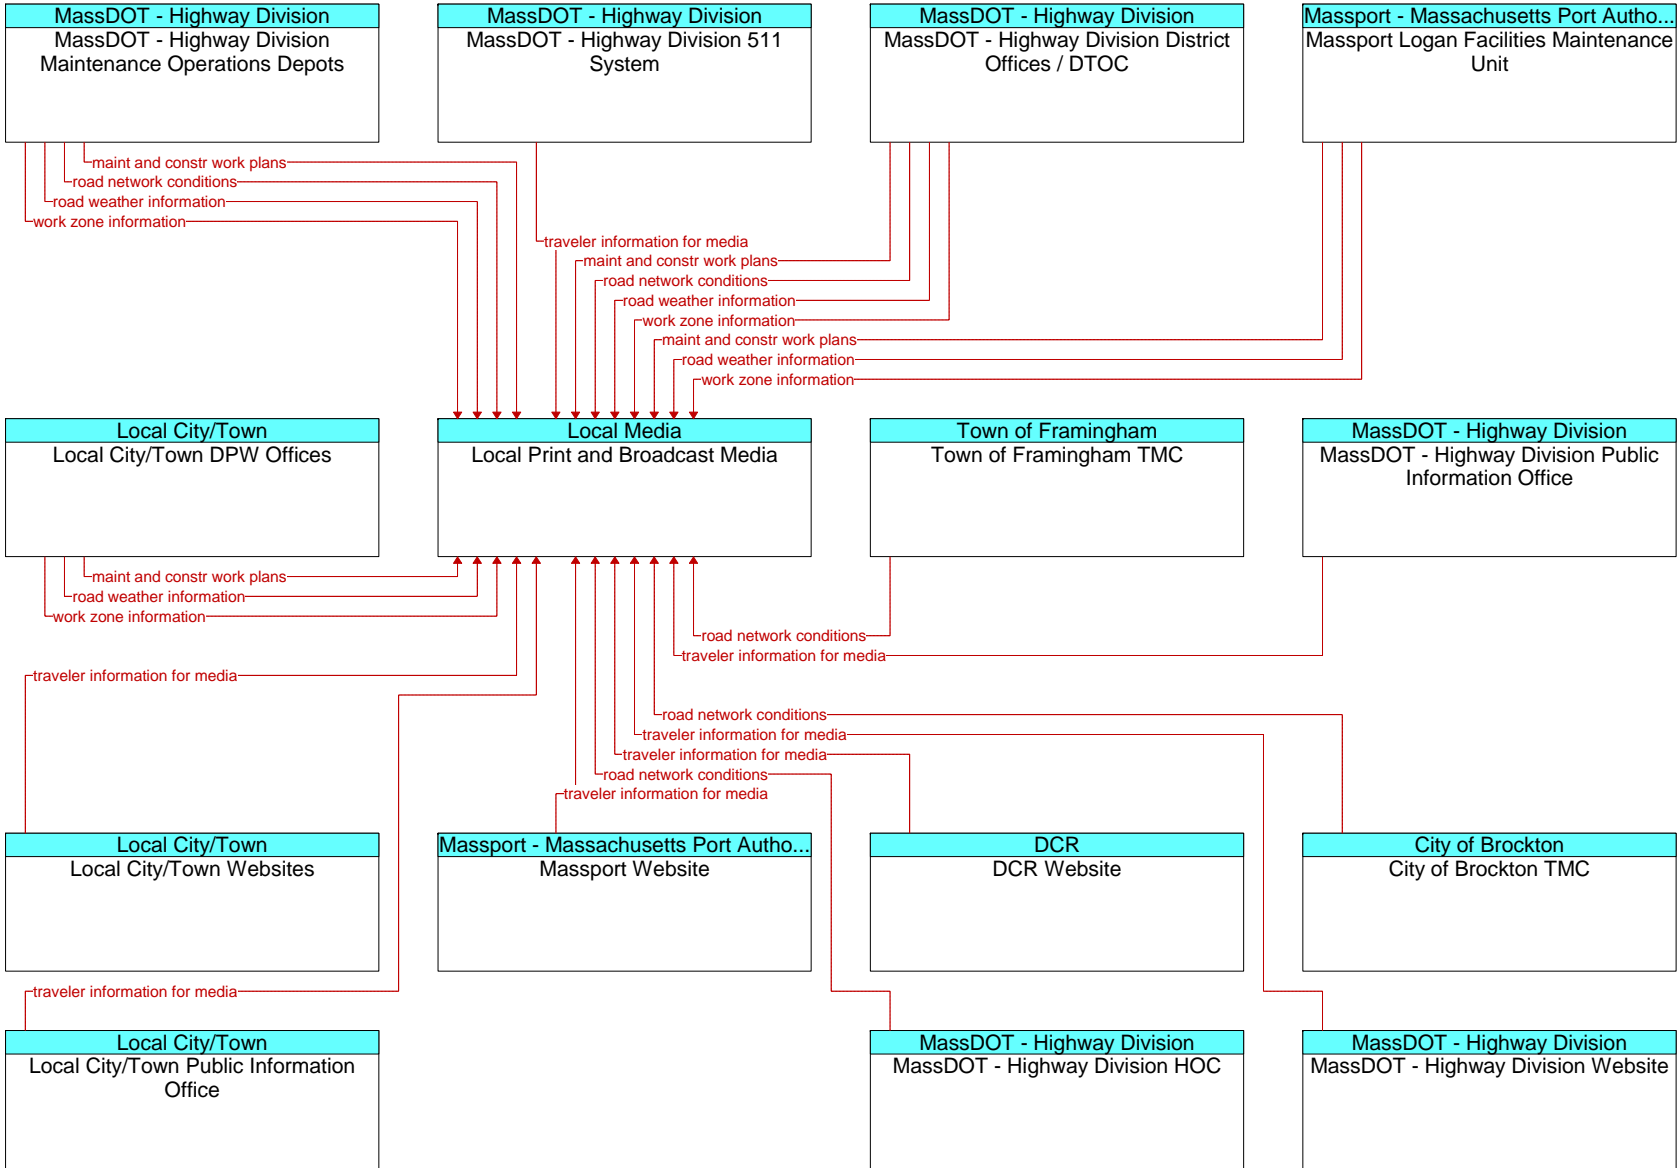 MassDOT - Highway Division
MassDOT - Highway Division
Maintenance Operations Depots
MassDOT - Highway Division
MassDOT - Highway Division 511
System
MassDOT - Highway Division
MassDOT - Highway Division District
Offices / DTOC
Massport - Massachusetts Port Autho...
Massport Logan Facilities Maintenance
Unit
maint and constr work plans
road network conditions
road weather information
work zone information
traveler information for media
maint and constr work plans
road network conditions
road weather information
work zone information
maint and constr work plans
road weather information
work zone information
Local City/Town
Local City/Town DPW Offices
Local Media
Local Print and Broadcast Media
Town of Framingham
Town of Framingham TMC
MassDOT - Highway Division
MassDOT - Highway Division Public
Information Office
maint and constr work plans
road weather information
work zone information
road network conditions
traveler information for media
traveler information for media
road network conditions
traveler information for media
traveler information for media
road network conditions
traveler information for media
Local City/Town
Local City/Town Websites
Massport - Massachusetts Port Autho...
Massport Website
DCR
DCR Website
City of Brockton
City of Brockton TMC
traveler information for media
Local City/Town
Local City/Town Public Information
Office
MassDOT - Highway Division
MassDOT - Highway Division HOC
MassDOT - Highway Division
MassDOT - Highway Division Website